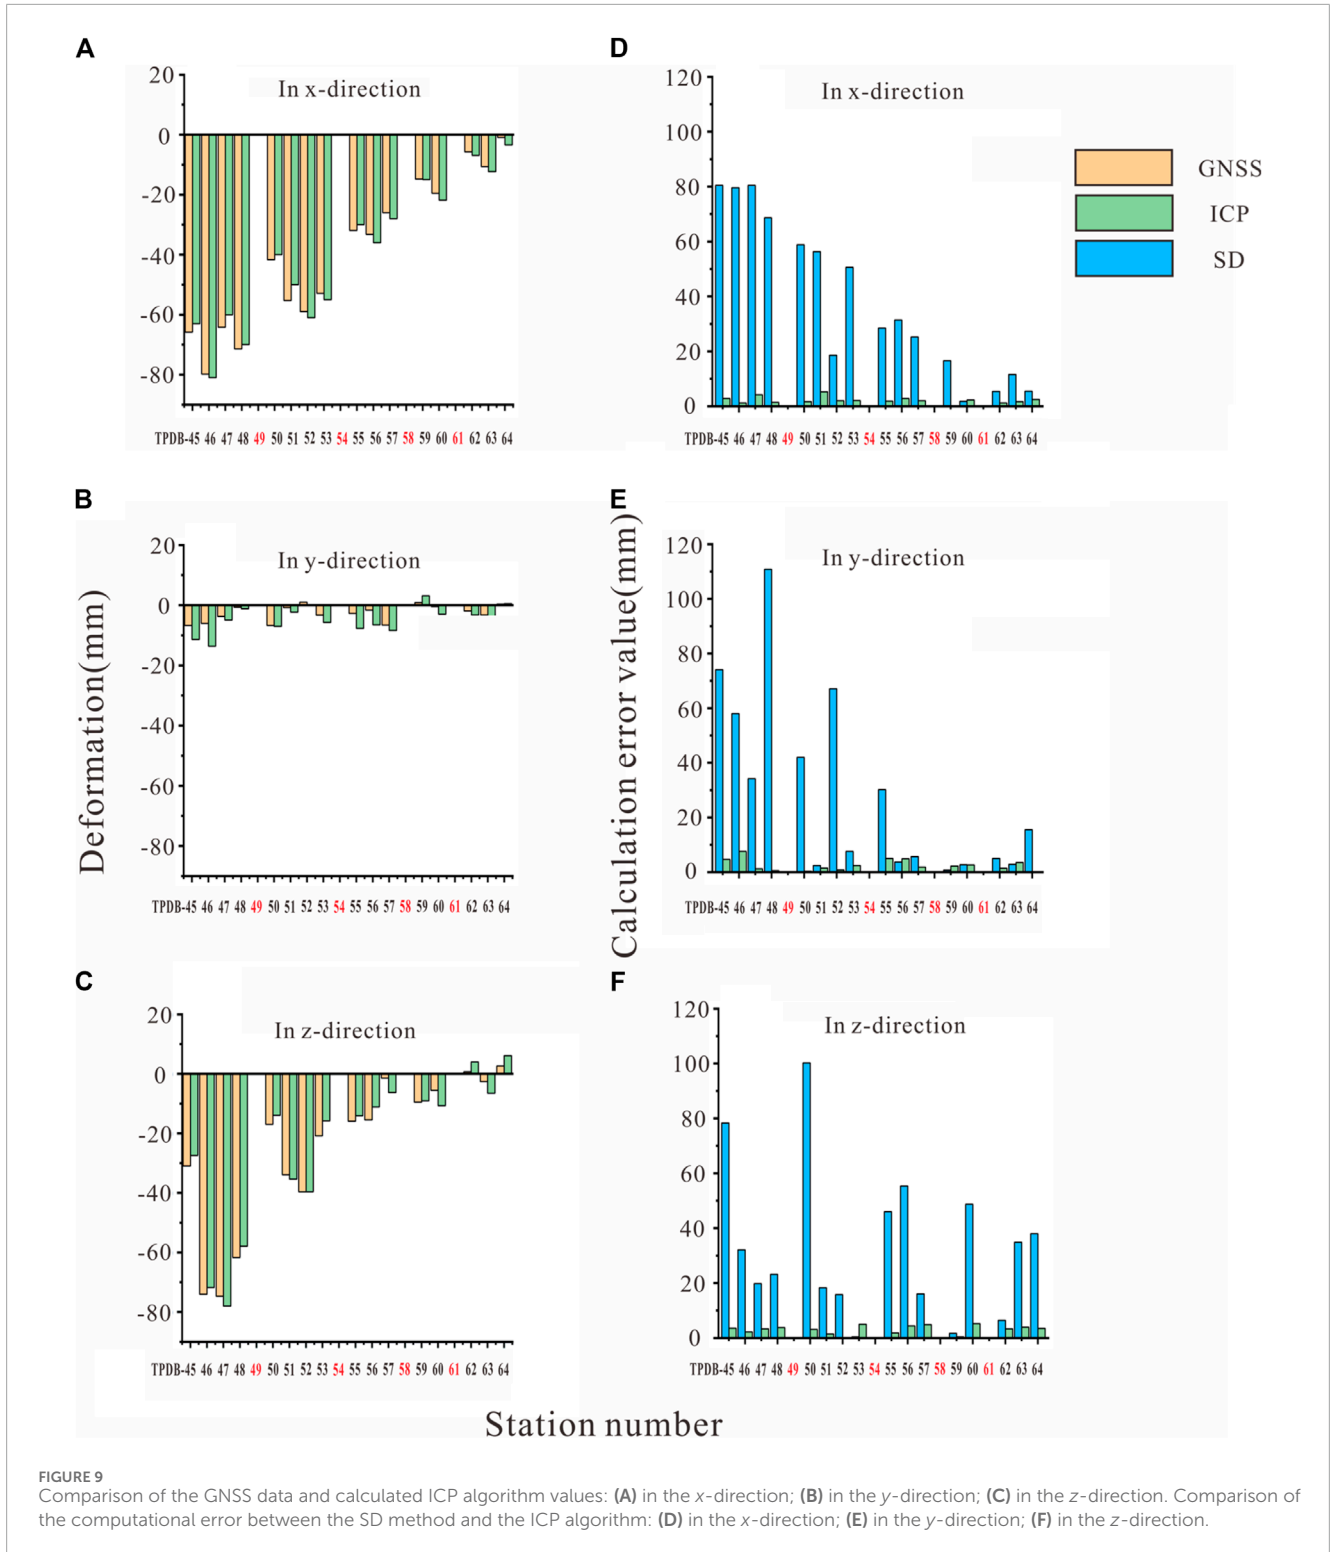 A
In x-direction
20
0
-20
-40
-60
-80
TPDB-45 46 47 48 49 50 51 52 53 54 55 56 57 58 59 60 61 62 63 64
D
In x-direction
120
100
80
60
40
20
0
TPDB-45 46 47 48 49 50 51 52 53 54 55 56 57 58 59 60 61 62 63 64
GNSS
ICP
SD
B
In y-direction
20
0
-20
-40
-60
-80
TPDB-45 46 47 48 49 50 51 52 53 54 55 56 57 58 59 60 61 62 63 64
Deformation(mm)
E
In y-direction
120
100
80
60
40
20
0
TPDB-45 46 47 48 49 50 51 52 53 54 55 56 57 58 59 60 61 62 63 64
Calculation error value(mm)
C
In z-direction
20
0
-20
-40
-60
-80
TPDB-45 46 47 48 49 50 51 52 53 54 55 56 57 58 59 60 61 62 63 64
F
In z-direction
120
100
80
60
40
20
0
TPDB-45 46 47 48 49 50 51 52 53 54 55 56 57 58 59 60 61 62 63 64
Station number
FIGURE 9
Comparison of the GNSS data and calculated ICP algorithm values: (A) in the x-direction; (B) in the y-direction; (C) in the z-direction. Comparison of
the computational error between the SD method and the ICP algorithm: (D) in the x-direction; (E) in the y-direction; (F) in the z-direction.